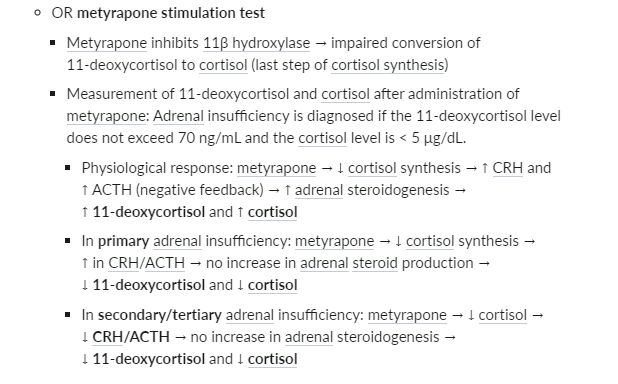 OR metyrapone stimulation test
Metyrapone inhibits 11β hydroxylase → impaired conversion of
11-deoxycortisol to cortisol (last step of cortisol synthesis)
Measurement of 11-deoxycortisol and cortisol after administration of
metyrapone: Adrenal insufficiency is diagnosed if the 11-deoxycortisol level
does not exceed 70 ng/mL and the cortisol level is < 5 μg/dL.
Physiological response: metyrapone → ↓ cortisol synthesis → ↑ CRH and
↑ ACTH (negative feedback) → ↑ adrenal steroidogenesis →
↑ 11-deoxycortisol and ↑ cortisol
In primary adrenal insufficiency: metyrapone → ↓ cortisol synthesis →
↑ in CRH/ACTH → no increase in adrenal steroid production →
↓ 11-deoxycortisol and ↓ cortisol
In secondary/tertiary adrenal insufficiency: metyrapone → ↓ cortisol →
↓ CRH/ACTH → no increase in adrenal steroidogenesis →
↓ 11-deoxycortisol and ↓ cortisol